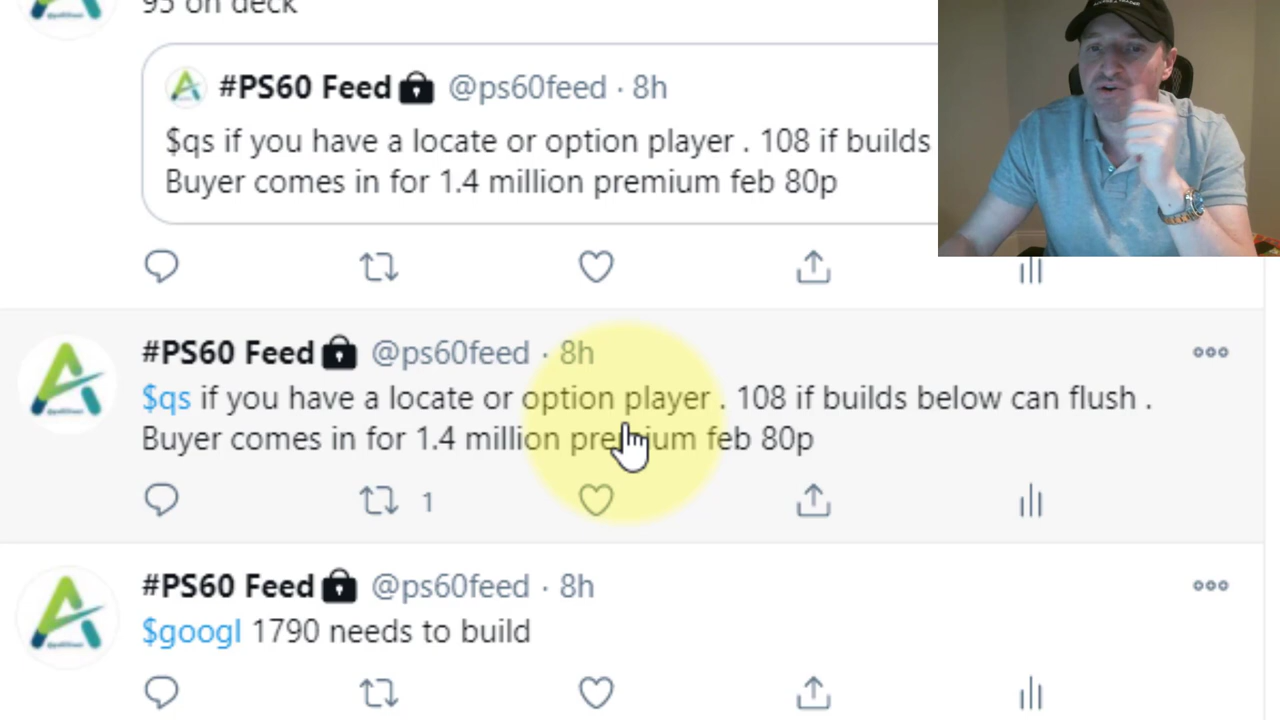 95 on deck
#PS60 Feed @ps60feed · 8h
$qs if you have a locate or option player . 108 if builds
Buyer comes in for 1.4 million premium feb 80p
#PS60 Feed @ps60feed · 8h
$qs if you have a locate or option player . 108 if builds below can flush .
Buyer comes in for 1.4 million premium feb 80p
1
#PS60 Feed @ps60feed · 8h
$googl 1790 needs to build